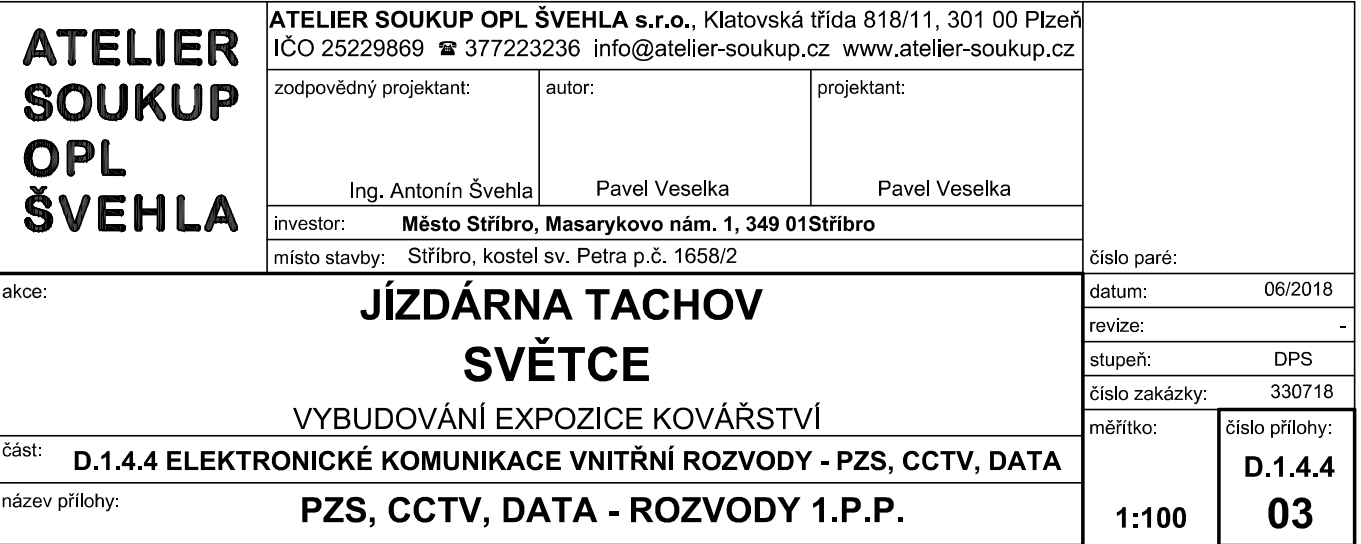 ATELIER
SOUKUP
OPL
ŠVEHLA
ATELIER SOUKUP OPL ŠVEHLA s.r.o., Klatovská třída 818/11, 301 00 Plzeň
IČO 25229869 ☎ 377223236 info@atelier-soukup.cz www.atelier-soukup.cz
zodpovědný projektant: autor: projektant:
Ing. Antonín Švehla Pavel Veselka Pavel Veselka
investor: Město Stříbro, Masarykovo nám. 1, 349 01Stříbro
místo stavby: Stříbro, kostel sv. Petra p.č. 1658/2
číslo paré:
akce: JÍZDÁRNA TACHOV
SVĚTCE
VYBUDOVÁNÍ EXPOZICE KOVÁŘSTVÍ
datum: 06/2018
revize: -
stupeň: DPS
číslo zakázky: 330718
část: D.1.4.4 ELEKTRONICKÉ KOMUNIKACE VNITŘNÍ ROZVODY - PZS, CCTV, DATA
název přílohy: PZS, CCTV, DATA - ROZVODY 1.P.P.
měřítko:
1:100
číslo přílohy:
D.1.4.4
03